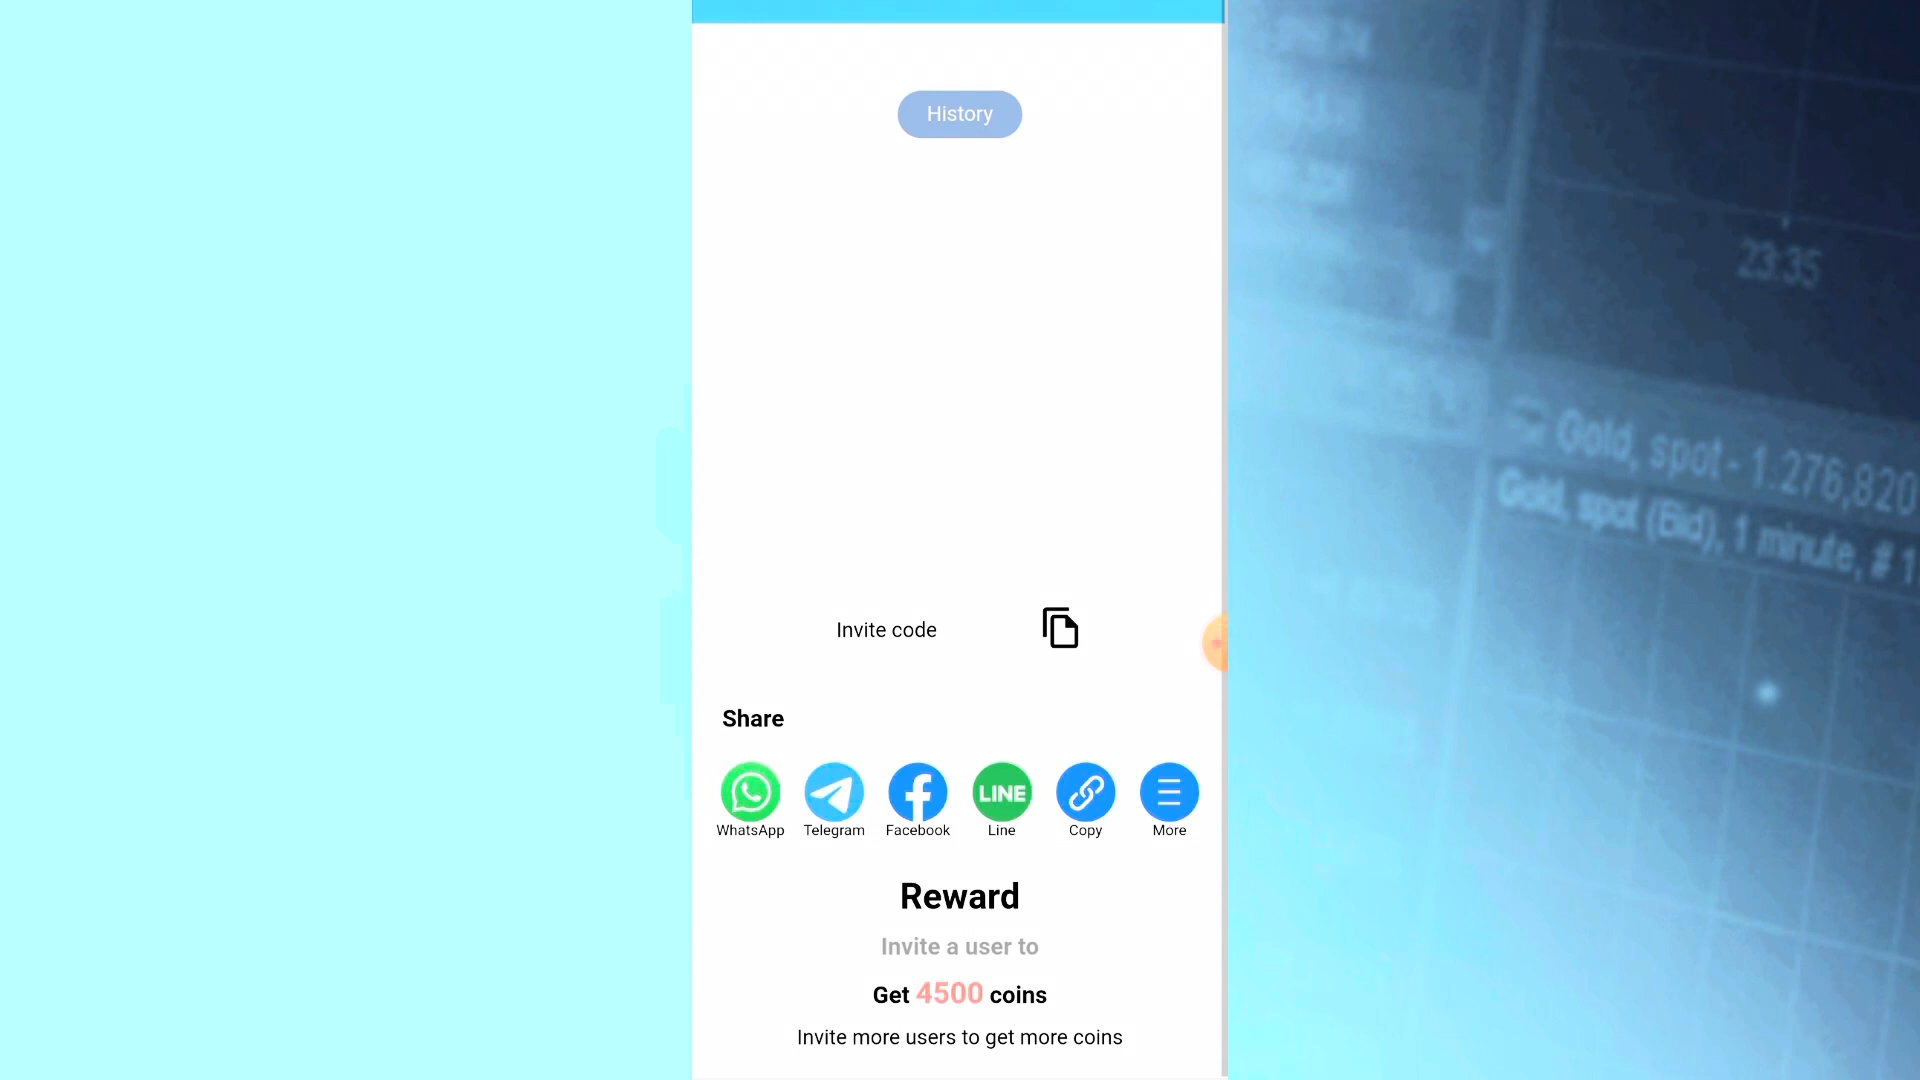 History
Invite code
Share
LINE
WhatsApp Telegram Facebook Line Copy More
Reward
Invite a user to
Get 4500 coins
Invite more users to get more coins
23:35
Gold, spot - 1.276,820
Gold, spot (Bid), 1 minute, # 1